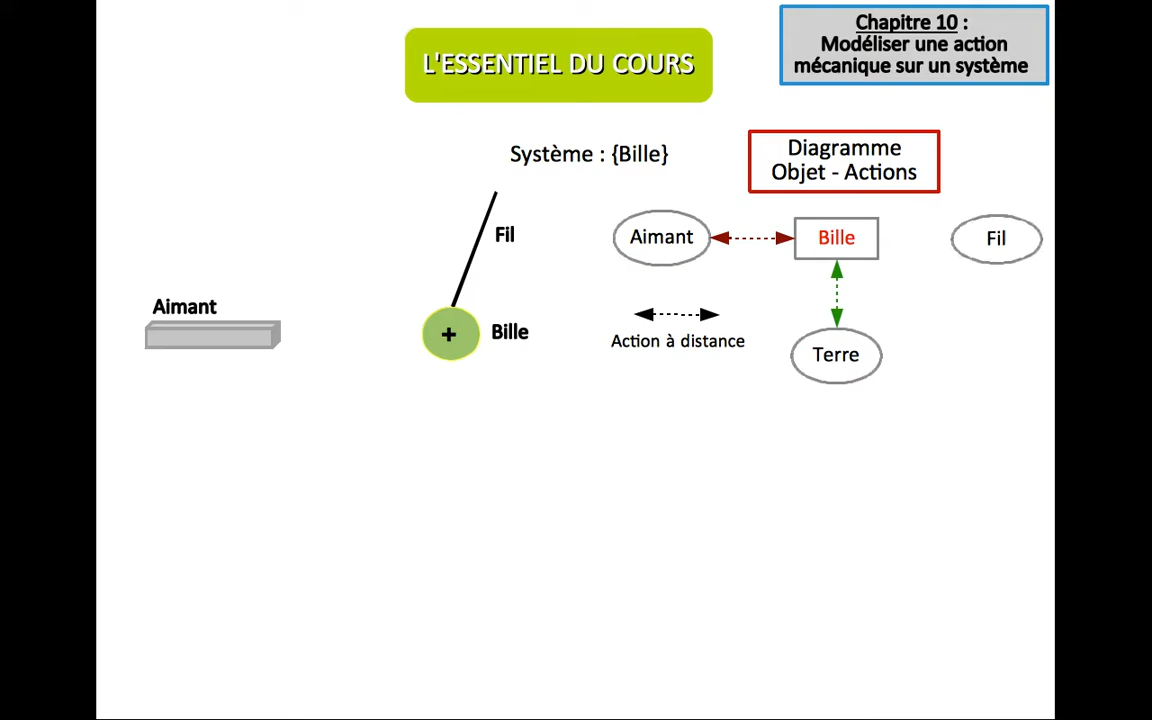 L'ESSENTIEL DU COURS
Chapitre 10 :
Modéliser une action
mécanique sur un système
Système : {Bille}
Diagramme
Objet - Actions
Fil
Aimant
Bille
Fil
Aimant
+
Bille
Action à distance
Terre